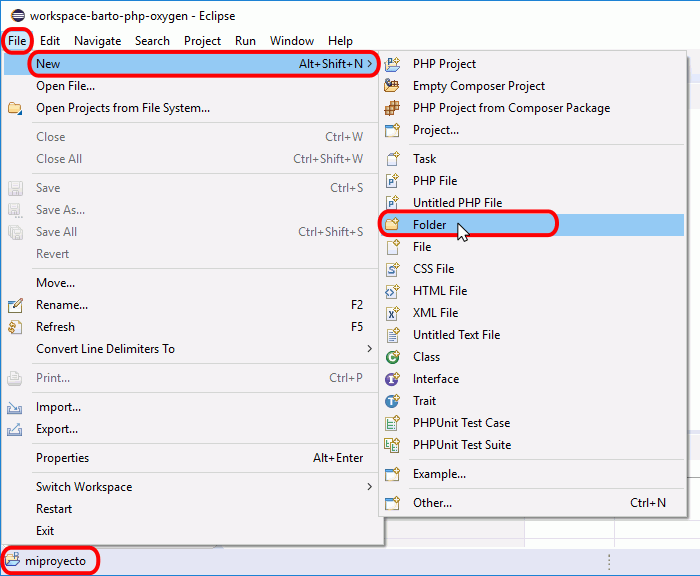 workspace-barto-php-oxygen - Eclipse
File Edit Navigate Search Project Run Window Help
New Alt+Shift+N >
Open File...
Open Projects from File System...
Close Ctrl+W
Close All Ctrl+Shift+W
Save Ctrl+S
Save As...
Save All Ctrl+Shift+S
Revert
Move...
Rename... F2
Refresh F5
Convert Line Delimiters To >
Print... Ctrl+P
Import...
Export...
Properties Alt+Enter
Switch Workspace >
Restart
Exit
PHP Project
Empty Composer Project
PHP Project from Composer Package
Project...
Task
PHP File
Untitled PHP File
Folder
File
CSS File
HTML File
XML File
Untitled Text File
Class
Interface
Trait
PHPUnit Test Case
PHPUnit Test Suite
Example...
Other... Ctrl+N
miproyecto